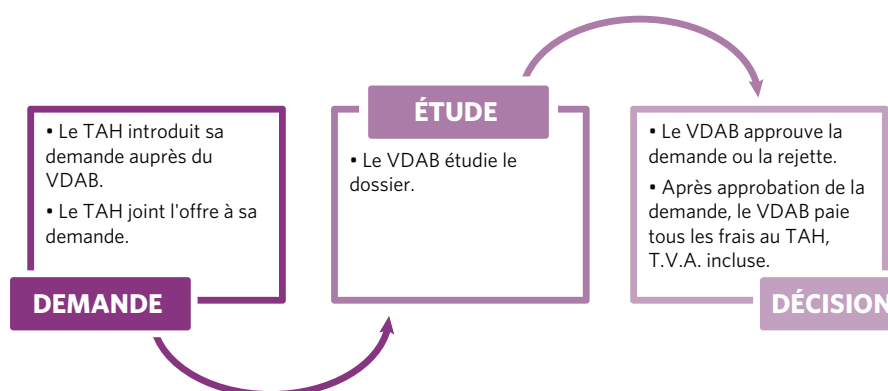 • Le TAH introduit sa
demande auprès du
VDAB.
• Le TAH joint l'offre à sa
demande.
DEMANDE
ÉTUDE
• Le VDAB étudie le
dossier.
• Le VDAB approuve la
demande ou la rejette.
• Après approbation de la
demande, le VDAB paie
tous les frais au TAH,
T.V.A. incluse.
DÉCISION